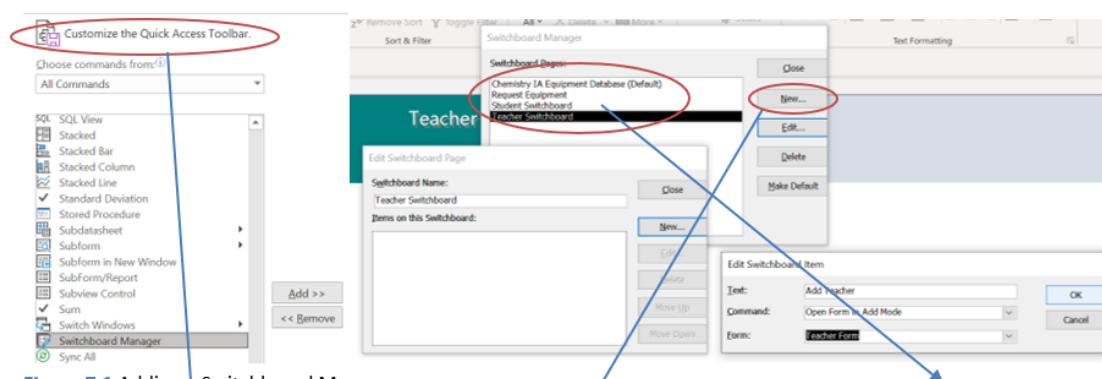 Customize the Quick Access Toolbar.
Choose commands from:
All Commands
SQL SQL View
Stacked
Stacked Bar
Stacked Column
Stacked Line
Standard Deviation
Stored Procedure
Subdatasheet
Subform
Subform in New Window
SubForm/Report
Subview Control
Sum
Switch Windows
Switchboard Manager
Sync All
Add >>
<< Remove
Remove Sort Toggle Filter All Delete More
Sort & Filter
Text Formatting
Teacher
Switchboard Manager
Switchboard Pages:
Chemistry IA Equipment Database (Default)
Request Equipment
Student Switchboard
Teacher Switchboard
Close
New...
Edit...
Delete
Make Default
Edit Switchboard Page
Switchboard Name:
Teacher Switchboard
Items on this Switchboard:
Close
New...
Edit...
Delete
Move Up
Move Down
Edit Switchboard Item
Text: Add Teacher
Command: Open Form in Add Mode
Form: Teacher Form
OK
Cancel